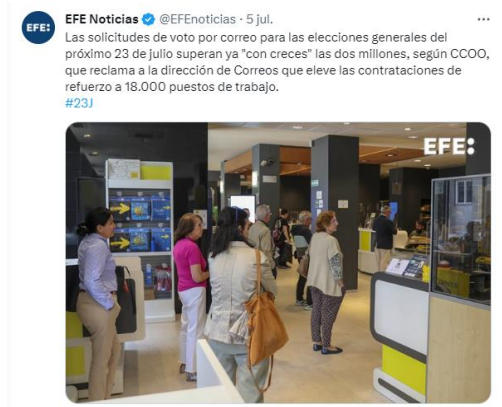 EFE:
EFE Noticias @EFEnoticias · 5 jul.
Las solicitudes de voto por correo para las elecciones generales del
próximo 23 de julio superan ya "con creces" las dos millones, según CCOO,
que reclama a la dirección de Correos que eleve las contrataciones de
refuerzo a 18.000 puestos de trabajo.
#23J
EFE: